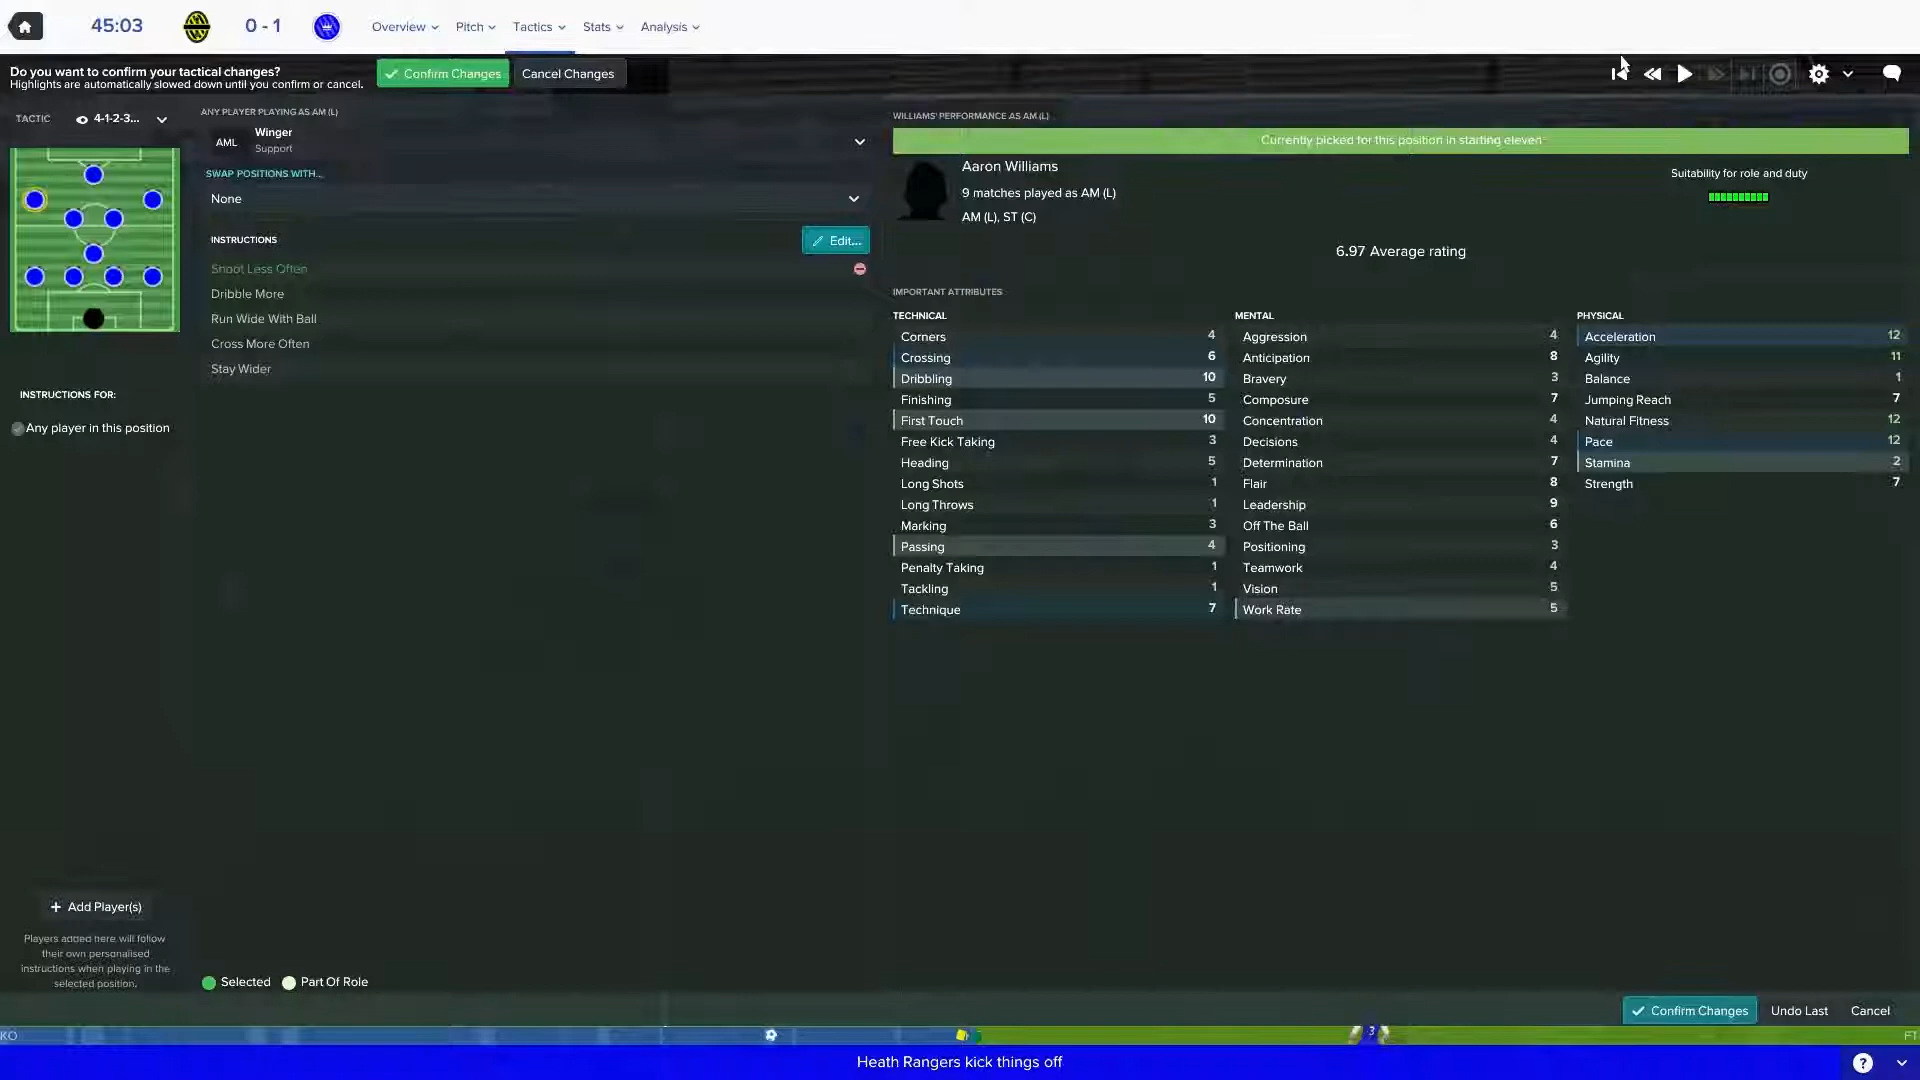 45:03
0 - 1
Overview
Pitch
Tactics
Stats
Analysis
Do you want to confirm your tactical changes?
Highlights are automatically slowed down until you confirm or cancel.
Confirm Changes
Cancel Changes
TACTIC
4-1-2-3...
ANY PLAYER PLAYING AS AM (L)
AML
Winger
Support
SWAP POSITIONS WITH...
None
INSTRUCTIONS
Edit...
Shoot Less Often
Dribble More
Run Wide With Ball
Cross More Often
Stay Wider
INSTRUCTIONS FOR:
Any player in this position
+ Add Player(s)
Players added here will follow
their own personalised
instructions when playing in the
selected position.
Selected
Part Of Role
WILLIAMS' PERFORMANCE AS AM (L)
Currently picked for this position in starting eleven
Aaron Williams
9 matches played as AM (L)
AM (L), ST (C)
Suitability for role and duty
6.97 Average rating
IMPORTANT ATTRIBUTES
TECHNICAL
Corners 4
Crossing 6
Dribbling 10
Finishing 5
First Touch 10
Free Kick Taking 3
Heading 5
Long Shots 1
Long Throws 1
Marking 3
Passing 4
Penalty Taking 1
Tackling 1
Technique 7
MENTAL
Aggression 4
Anticipation 8
Bravery 3
Composure 7
Concentration 4
Decisions 4
Determination 7
Flair 8
Leadership 9
Off The Ball 6
Positioning 3
Teamwork 4
Vision 5
Work Rate 5
PHYSICAL
Acceleration 12
Agility 11
Balance 1
Jumping Reach 7
Natural Fitness 12
Pace 12
Stamina 2
Strength 7
Confirm Changes
Undo Last
Cancel
KO
3
FT
Heath Rangers kick things off
?